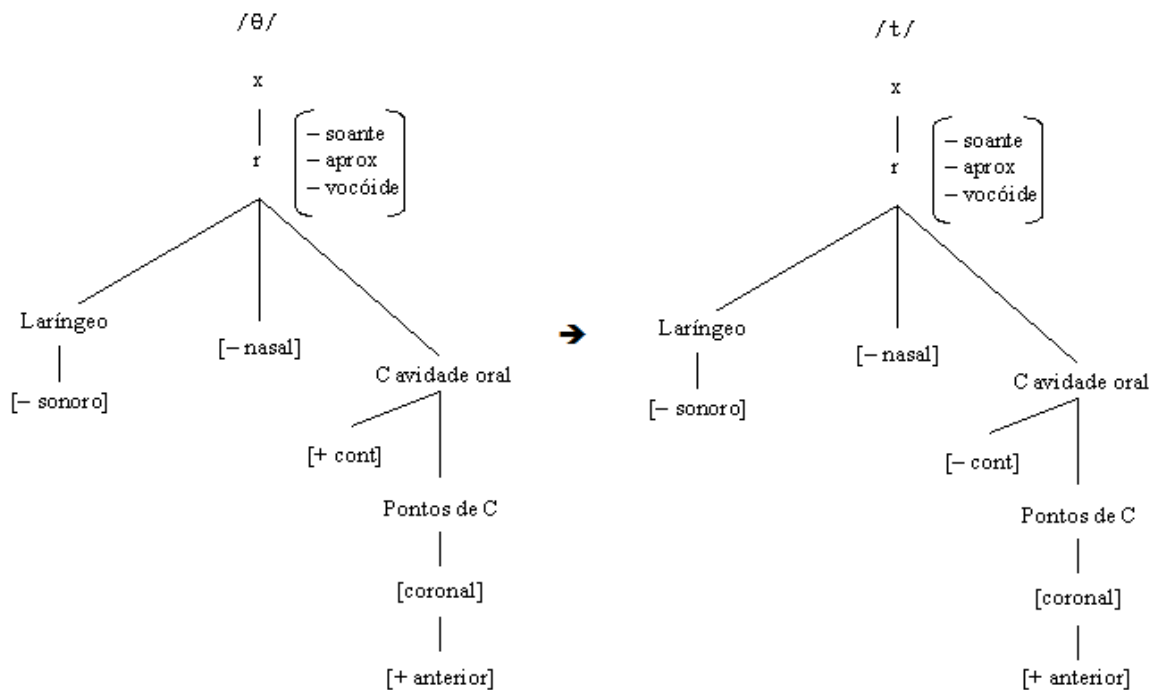 /θ/
x
r
– soante
– aprox
– vocóide
Laríngeo
[– sonoro]
[– nasal]
Cavidade oral
[+ cont]
Pontos de C
[coronal]
[+ anterior]
➔
/t/
x
r
– soante
– aprox
– vocóide
Laríngeo
[– sonoro]
[– nasal]
Cavidade oral
[– cont]
Pontos de C
[coronal]
[+ anterior]